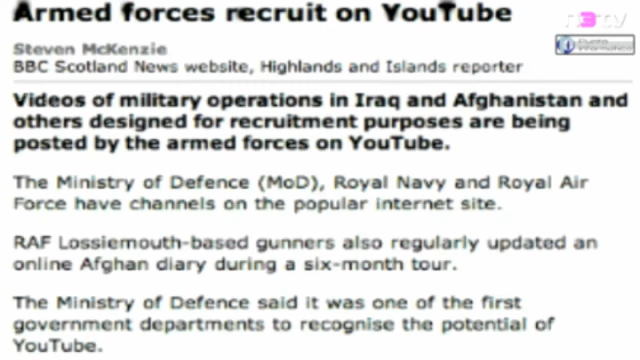 Armed forces recruit on YouTube
n3tv
Steven McKenzie
BBC Scotland News website, Highlands and Islands reporter
Videos of military operations in Iraq and Afghanistan and
others designed for recruitment purposes are being
posted by the armed forces on YouTube.
The Ministry of Defence (MoD), Royal Navy and Royal Air
Force have channels on the popular internet site.
RAF Lossiemouth-based gunners also regularly updated an
online Afghan diary during a six-month tour.
The Ministry of Defence said it was one of the first
government departments to recognise the potential of
YouTube.